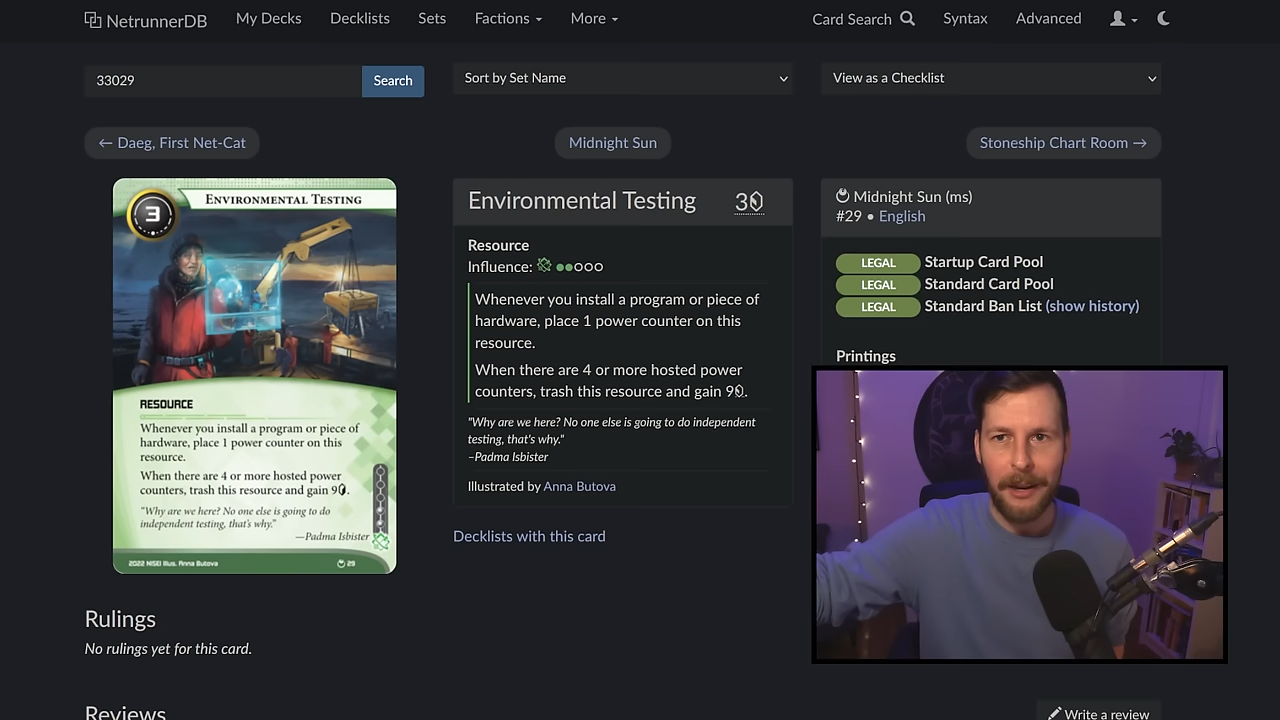 NetrunnerDB My Decks Decklists Sets Factions More Card Search Syntax Advanced
33029 Search Sort by Set Name View as a Checklist
← Daeg, First Net-Cat Midnight Sun Stoneship Chart Room →
3 Environmental Testing
RESOURCE
Whenever you install a program or piece of
hardware, place 1 power counter on this
resource.
When there are 4 or more hosted power
counters, trash this resource and gain 9.
"Why are we here? No one else is going to do
independent testing, that's why."
—Padma Isbister
2022 NISEI Illus. Anna Butova 29
Environmental Testing 3
Resource
Influence:
Whenever you install a program or piece of
hardware, place 1 power counter on this
resource.
When there are 4 or more hosted power
counters, trash this resource and gain 9.
"Why are we here? No one else is going to do independent
testing, that's why."
–Padma Isbister
Illustrated by Anna Butova
Decklists with this card
Midnight Sun (ms)
#29 • English
LEGAL Startup Card Pool
LEGAL Standard Card Pool
LEGAL Standard Ban List (show history)
Printings
Rulings
No rulings yet for this card.
Reviews
Write a review